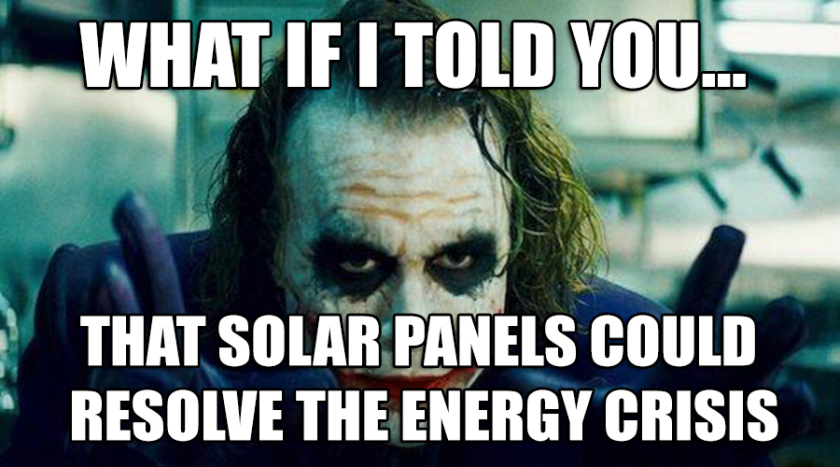 WHAT IF I TOLD YOU...
THAT SOLAR PANELS COULD
RESOLVE THE ENERGY CRISIS